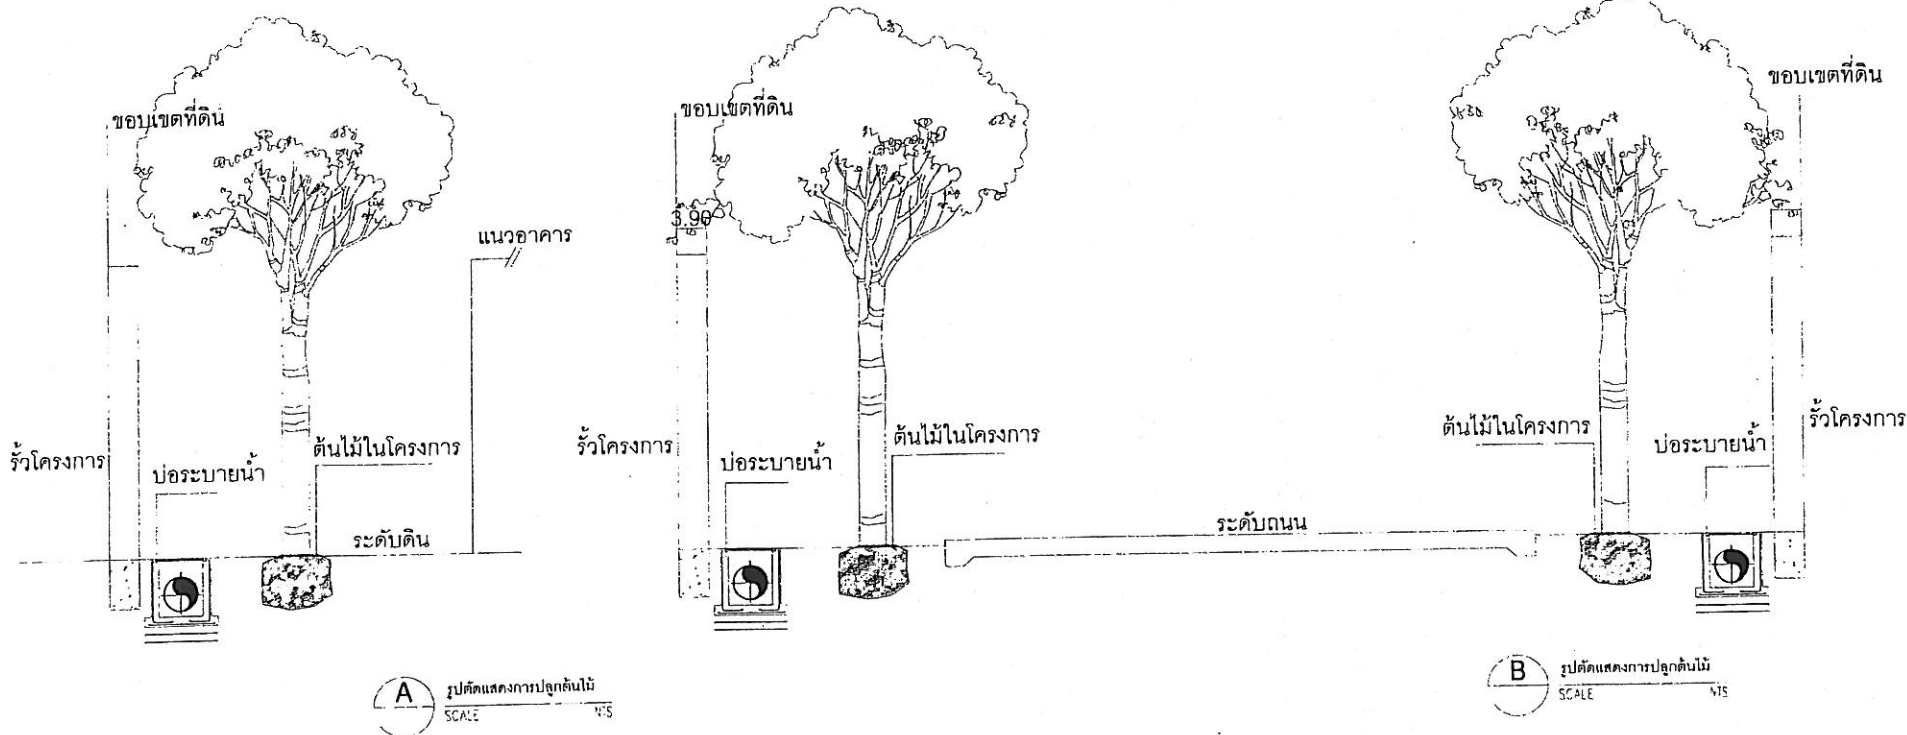 ขอบเขตที่ดิน
แนวอาคาร
รั้วโครงการ
บ่อระบายน้ำ
ต้นไม้ในโครงการ
ระดับดิน
A
รูปตัดแสดงการปลูกต้นไม้
SCALE NTS
ขอบเขตที่ดิน
3.90
รั้วโครงการ
บ่อระบายน้ำ
ต้นไม้ในโครงการ
ระดับถนน
ขอบเขตที่ดิน
ต้นไม้ในโครงการ
บ่อระบายน้ำ
รั้วโครงการ
B
รูปตัดแสดงการปลูกต้นไม้
SCALE NTS